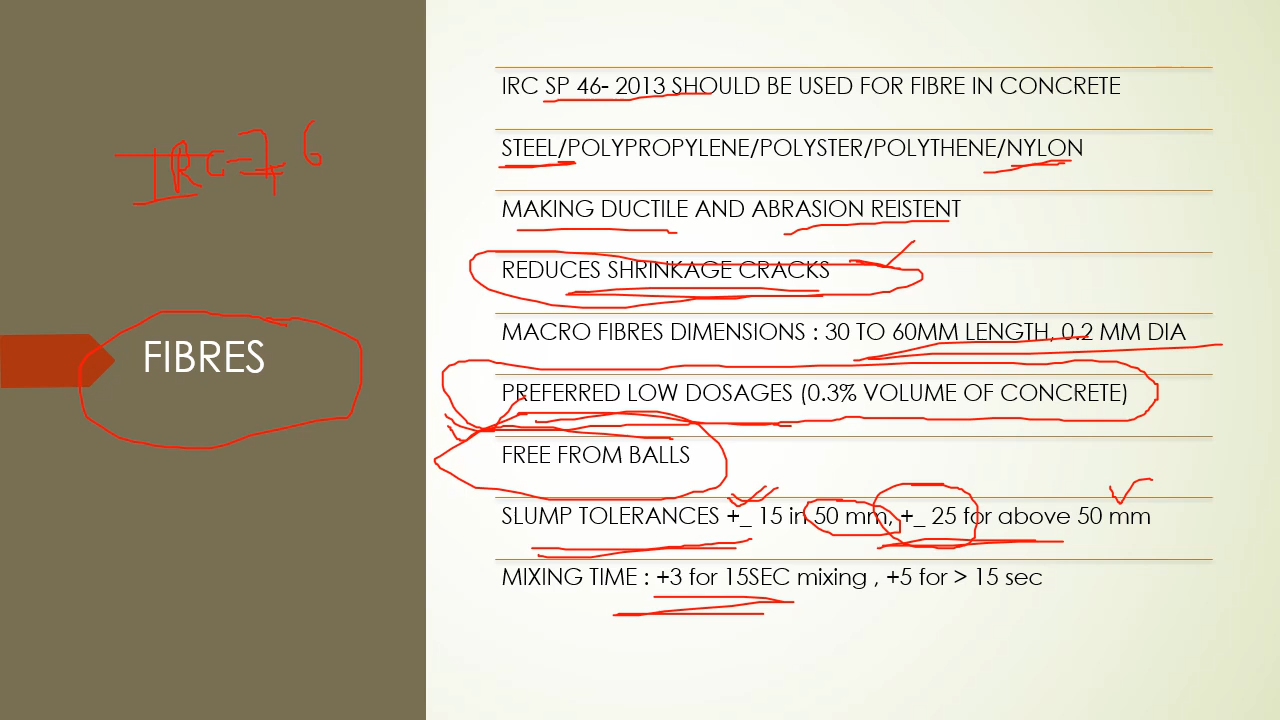 IRC=76
FIBRES
IRC SP 46- 2013 SHOULD BE USED FOR FIBRE IN CONCRETE
STEEL/POLYPROPYLENE/POLYSTER/POLYTHENE/NYLON
MAKING DUCTILE AND ABRASION REISTENT
REDUCES SHRINKAGE CRACKS
MACRO FIBRES DIMENSIONS : 30 TO 60MM LENGTH, 0.2 MM DIA
PREFERRED LOW DOSAGES (0.3% VOLUME OF CONCRETE)
FREE FROM BALLS
SLUMP TOLERANCES +_ 15 in 50 mm, +_ 25 for above 50 mm
MIXING TIME : +3 for 15SEC mixing , +5 for > 15 sec